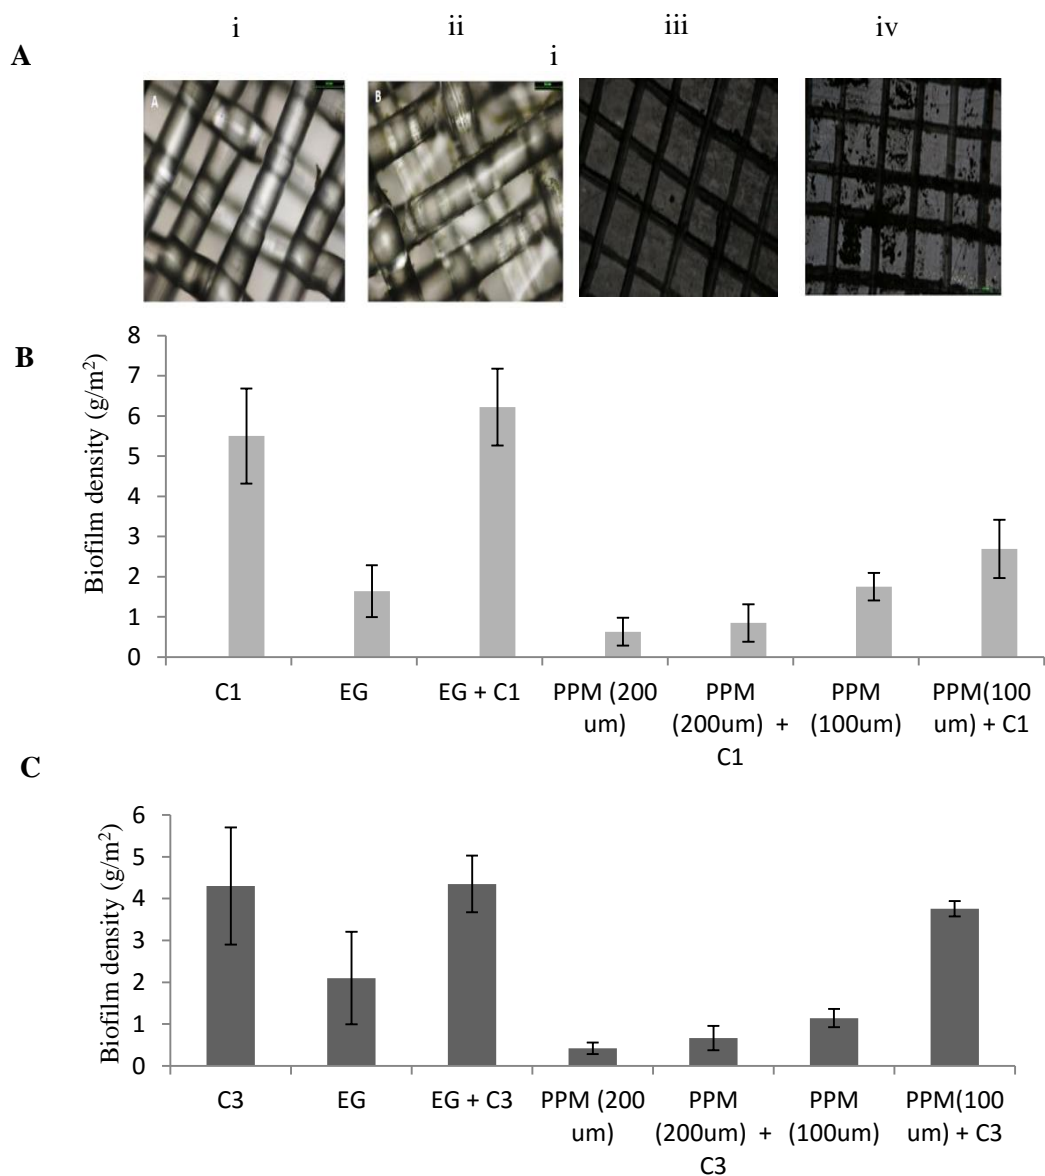 i ii iii iv
A i
A B
B
8
7
6
5
4
3
2
1
0
Biofilm density (g/m²)
C1 EG EG + C1 PPM (200 PPM PPM PPM(100
um) (200um) + (100um) um) + C1
C1
C
6
5
4
3
2
1
0
Biofilm density (g/m²)
C3 EG EG + C3 PPM (200 PPM PPM PPM(100
um) (200um) + (100um) um) + C3
C3